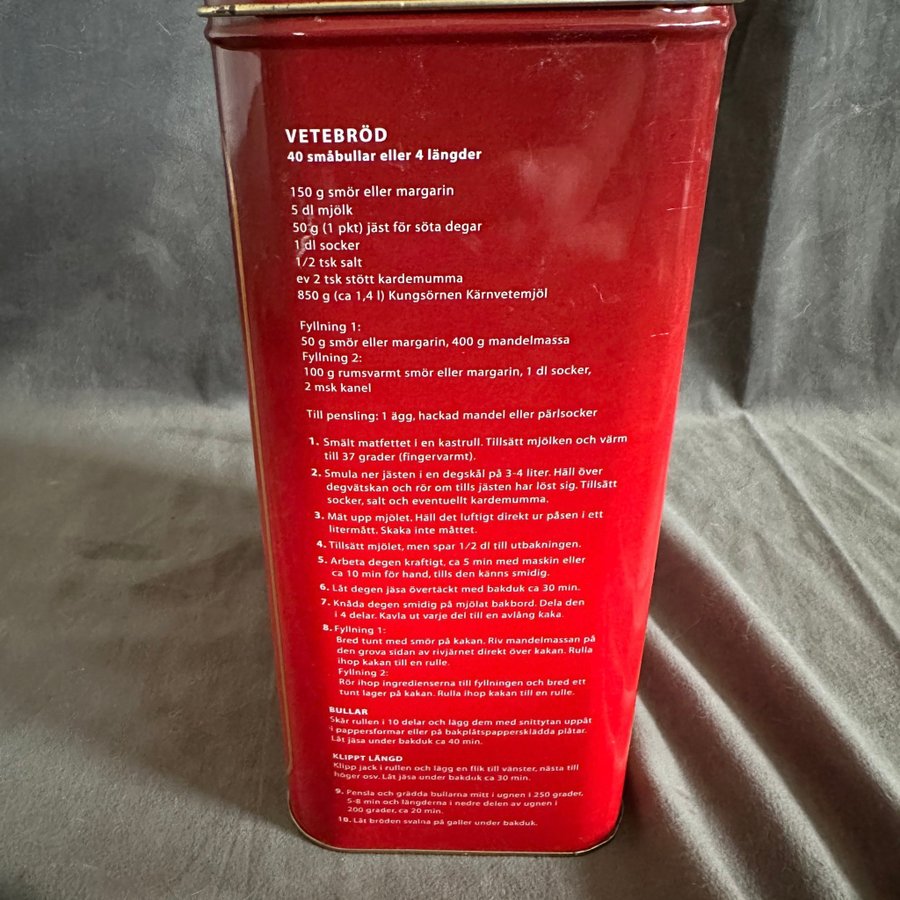 VETEBRÖD
40 småbullar eller 4 längder
150 g smör eller margarin
5 dl mjölk
50 g (1 pkt) jäst för söta degar
1 dl socker
1/2 tsk salt
ev 2 tsk stött kardemumma
850 g (ca 1,4 l) Kungsörnen Kärnvetemjöl
Fyllning 1:
50 g smör eller margarin, 400 g mandelmassa
Fyllning 2:
100 g rumsvarmt smör eller margarin, 1 dl socker,
2 msk kanel
Till pensling: 1 ägg, hackad mandel eller pärlsocker
1. Smält matfettet i en kastrull. Tillsätt mjölken och värm
till 37 grader (fingervarmt).
2. Smula ner jästen i en degskål på 3-4 liter. Häll över
degvätskan och rör om tills jästen har löst sig. Tillsätt
socker, salt och eventuellt kardemumma.
3. Mät upp mjölet. Häll det luftigt direkt ur påsen i ett
litermått. Skaka inte måttet.
4. Tillsätt mjölet, men spar 1/2 dl till utbakningen.
5. Arbeta degen kraftigt, ca 5 min med maskin eller
ca 10 min för hand, tills den känns smidig.
6. Låt degen jäsa övertäckt med bakduk ca 30 min.
7. Knåda degen smidig på mjölat bakbord. Dela den
i 4 delar. Kavla ut varje del till en avlång kaka.
8. Fyllning 1:
Bred tunt med smör på kakan. Riv mandelmassan på
den grova sidan av rivjärnet direkt över kakan. Rulla
ihop kakan till en rulle.
Fyllning 2:
Rör ihop ingredienserna till fyllningen och bred ett
tunt lager på kakan. Rulla ihop kakan till en rulle.
BULLAR
Skär rullen i 10 delar och lägg dem med snittytan uppåt
i pappersformar eller på bakplåtspappersklädda plåtar.
Låt jäsa under bakduk ca 40 min.
KLIPPT LÄNGD
Klipp jack i rullen och lägg en flik till vänster, nästa till
höger osv. Låt jäsa under bakduk ca 30 min.
9. Pensla och grädda bullarna mitt i ugnen i 250 grader,
5-8 min och längderna i nedre delen av ugnen i
200 grader, ca 20 min.
10. Låt bröden svalna på galler under bakduk.